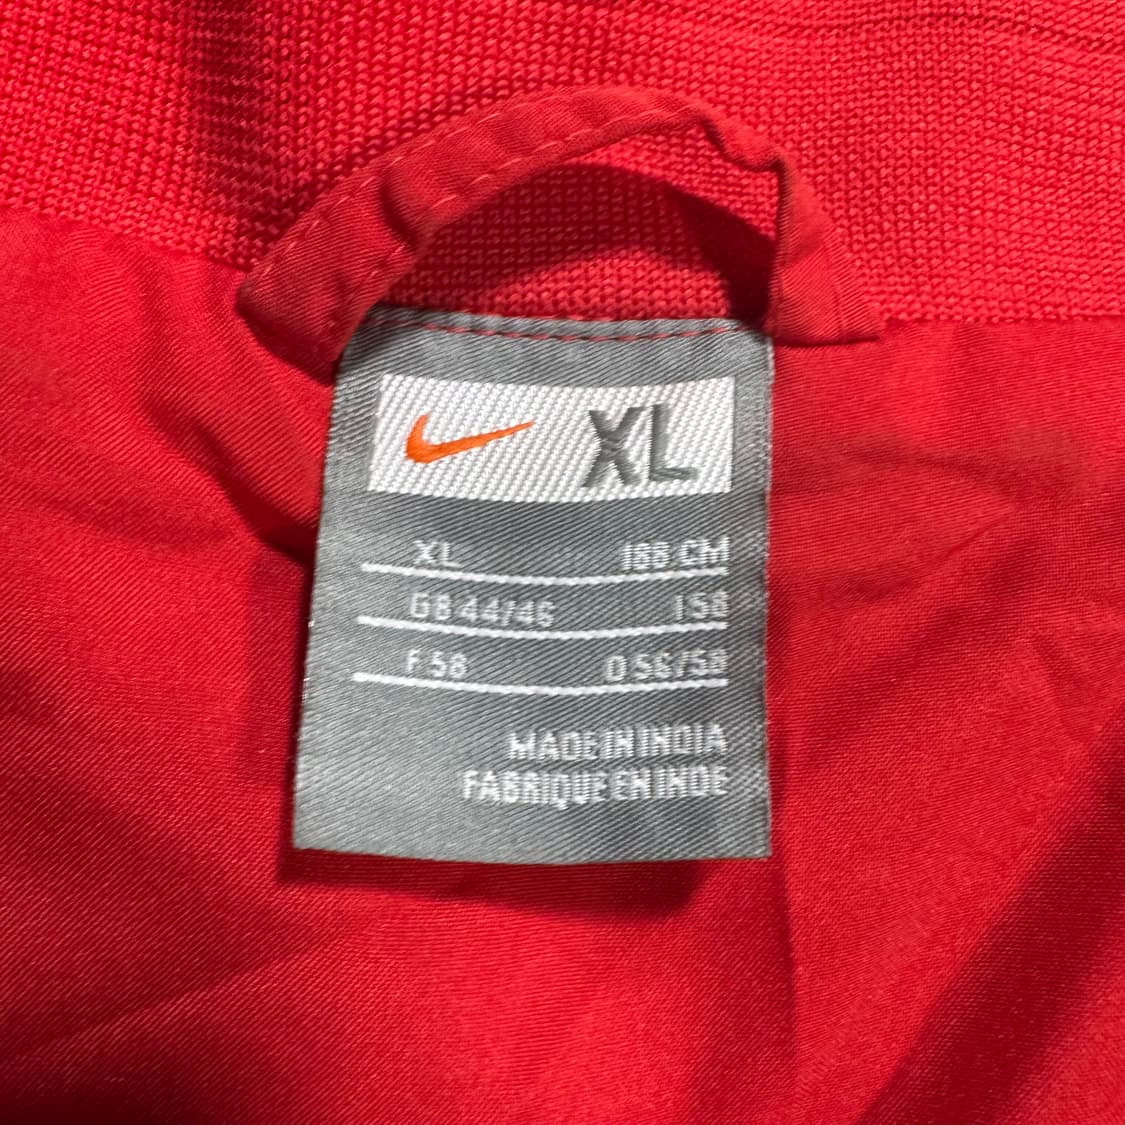 XL
XL 188 CM
GB 44/46 I 58
F 58 D 56/58
MADE IN INDIA
FABRIQUE EN INDE